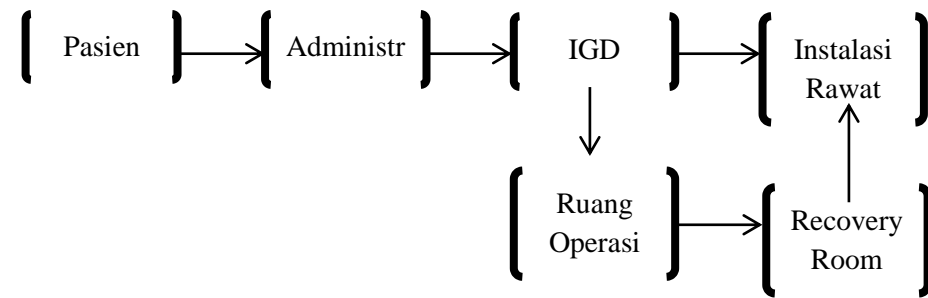 Pasien
Administr
IGD
Instalasi
Rawat
Ruang
Operasi
Recovery
Room